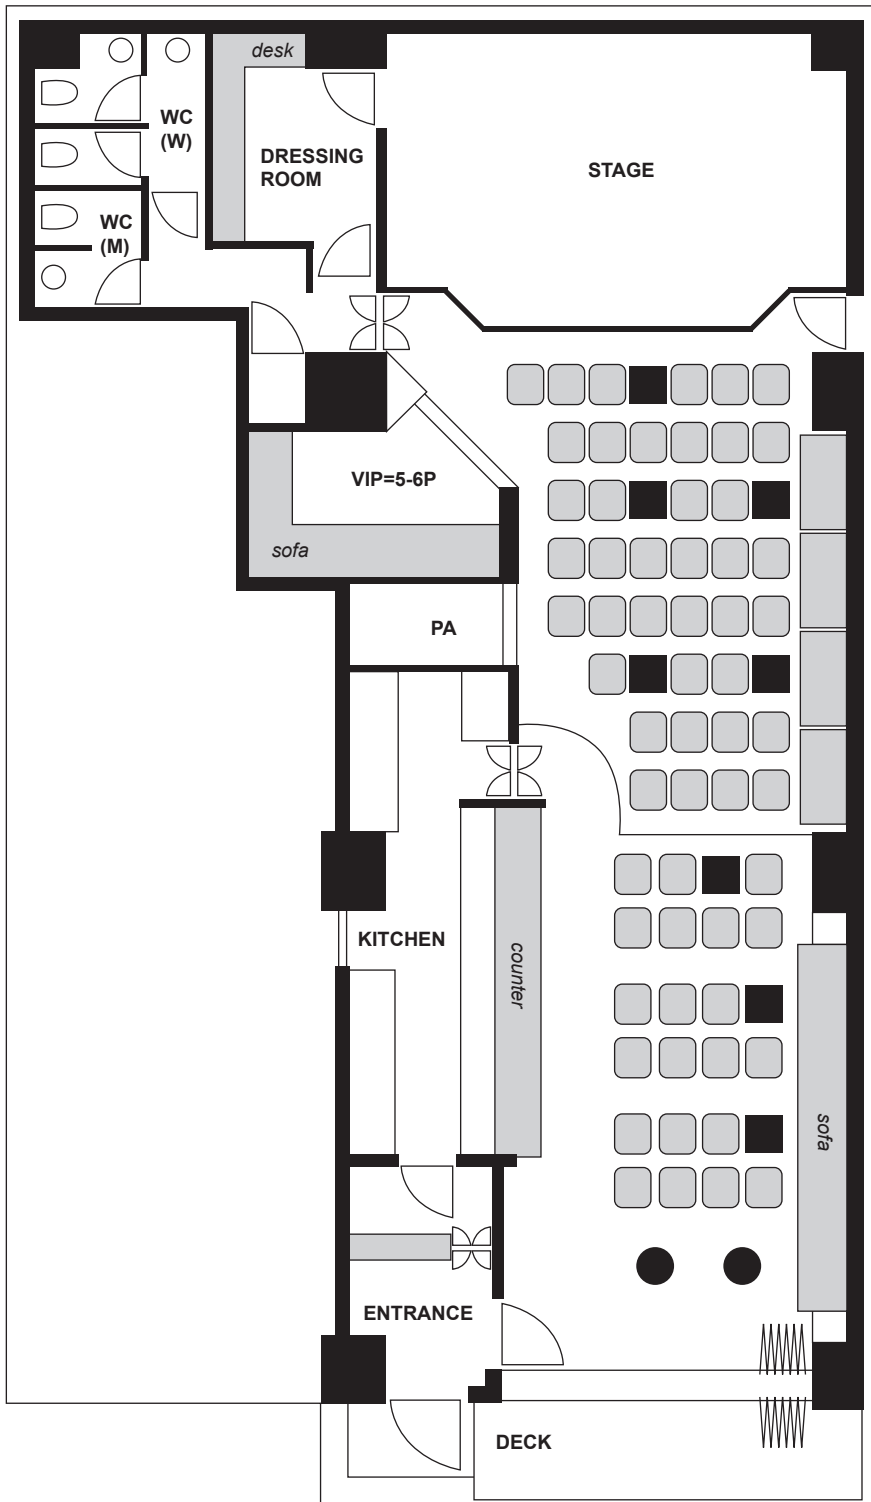 desk
WC
(W)
DRESSING
ROOM
STAGE
WC
(M)
VIP=5-6P
sofa
PA
KITCHEN
counter
sofa
ENTRANCE
DECK